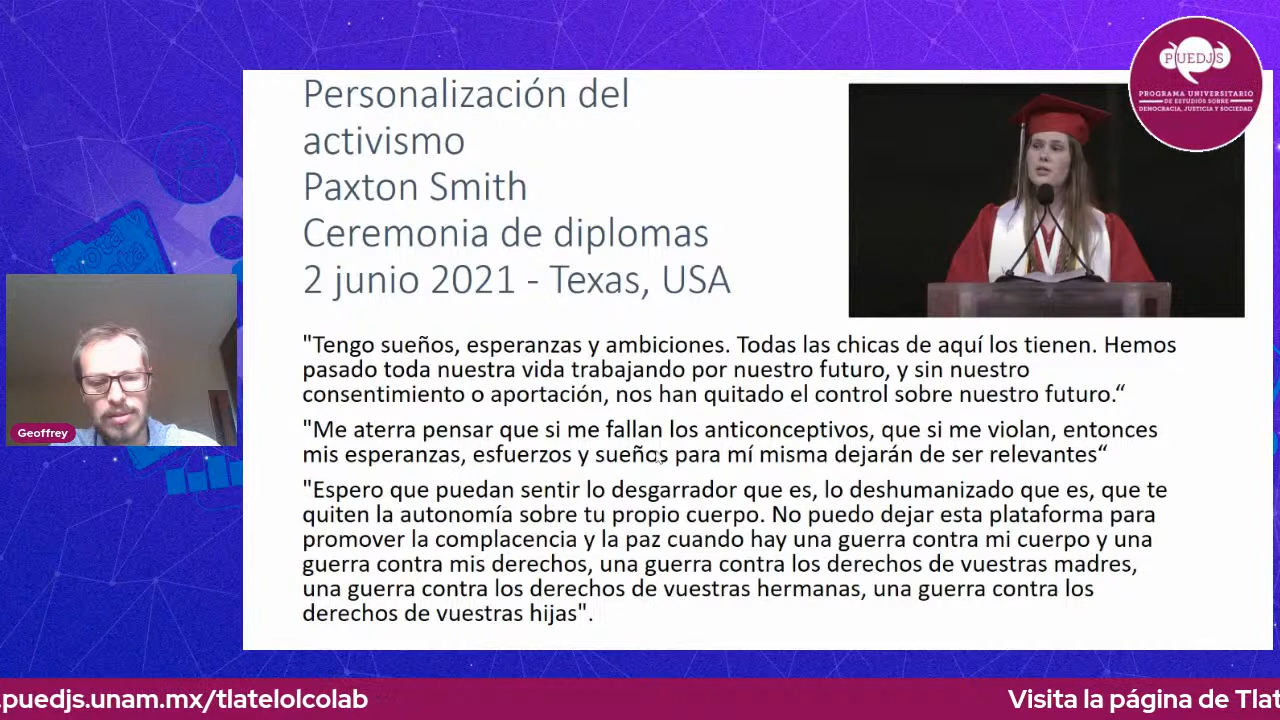 Personalización del
activismo
Paxton Smith
Ceremonia de diplomas
2 junio 2021 - Texas, USA
PUEDJS
PROGRAMA UNIVERSITARIO
DE ESTUDIOS SOBRE
DEMOCRACIA, JUSTICIA Y SOCIEDAD
"Tengo sueños, esperanzas y ambiciones. Todas las chicas de aquí los tienen. Hemos
pasado toda nuestra vida trabajando por nuestro futuro, y sin nuestro
consentimiento o aportación, nos han quitado el control sobre nuestro futuro.“
"Me aterra pensar que si me fallan los anticonceptivos, que si me violan, entonces
mis esperanzas, esfuerzos y sueños para mí misma dejarán de ser relevantes“
"Espero que puedan sentir lo desgarrador que es, lo deshumanizado que es, que te
quiten la autonomía sobre tu propio cuerpo. No puedo dejar esta plataforma para
promover la complacencia y la paz cuando hay una guerra contra mi cuerpo y una
guerra contra mis derechos, una guerra contra los derechos de vuestras madres,
una guerra contra los derechos de vuestras hermanas, una guerra contra los
derechos de vuestras hijas".
Geoffrey
.puedjs.unam.mx/tlatelolcolab
Visita la página de Tlat